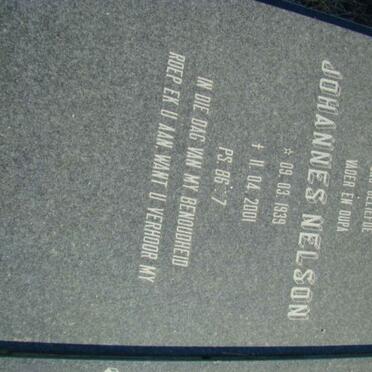 GELIEFDE
VADER EN OUPA
JOHANNES NELSON
☆ 09. 03 1939
† 11. 04. 2001
PS. 86 : 7
IN DIE DAG VAN MY BENOUDHEID
ROEP EK U AAN WANT U VERHOOR MY